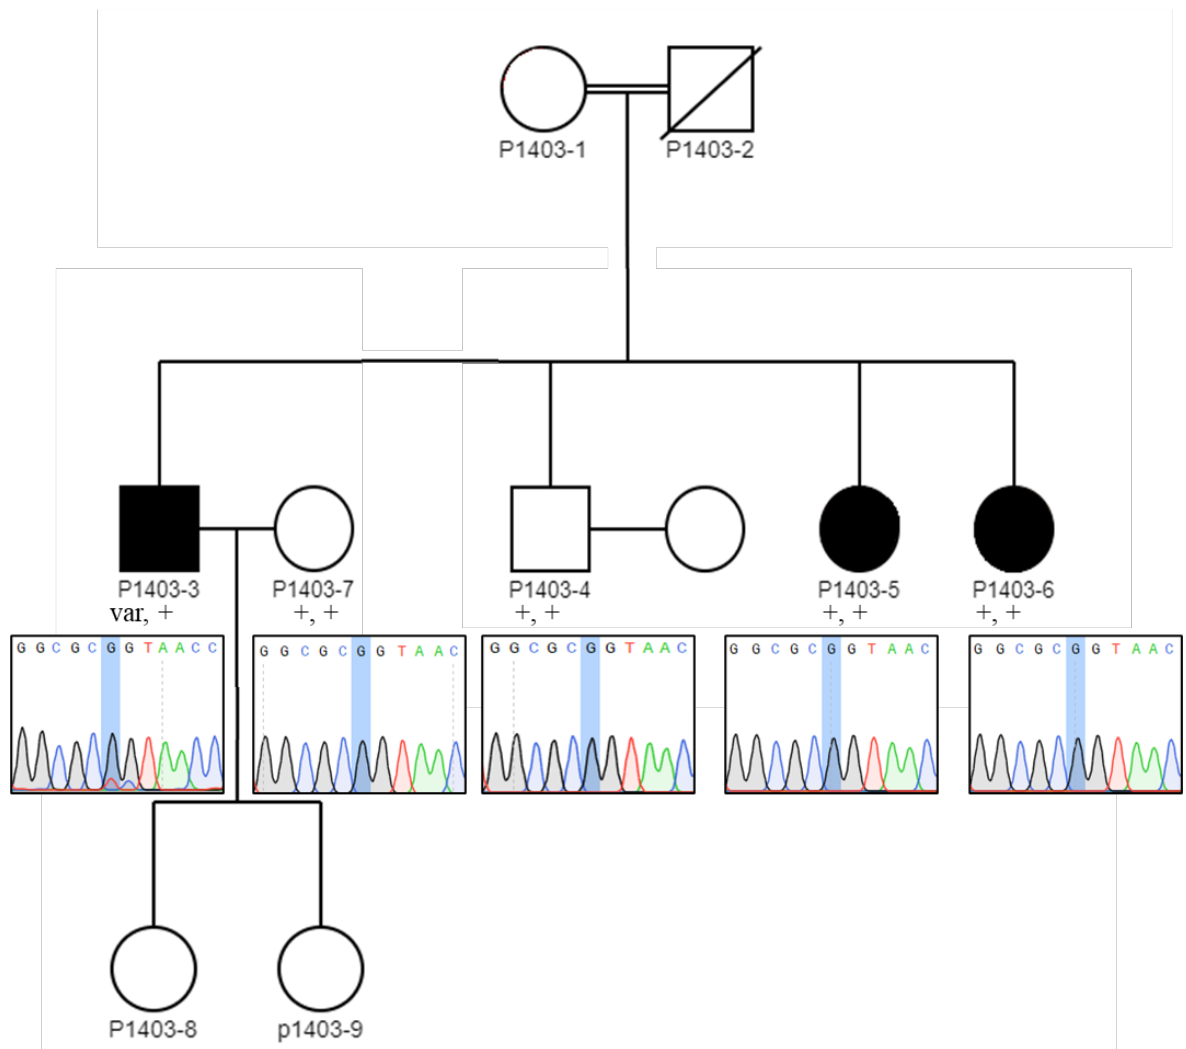 P1403-1 P1403-2
P1403-3 P1403-7 P1403-4 P1403-5 P1403-6
var, + +, + +, + +, + +, +
G G C G C G G T A A C C
G G C G C G G T A A C
G G C G C G G T A A C
G G C G C G G T A A C
G G C G C G G T A A C
P1403-8 p1403-9